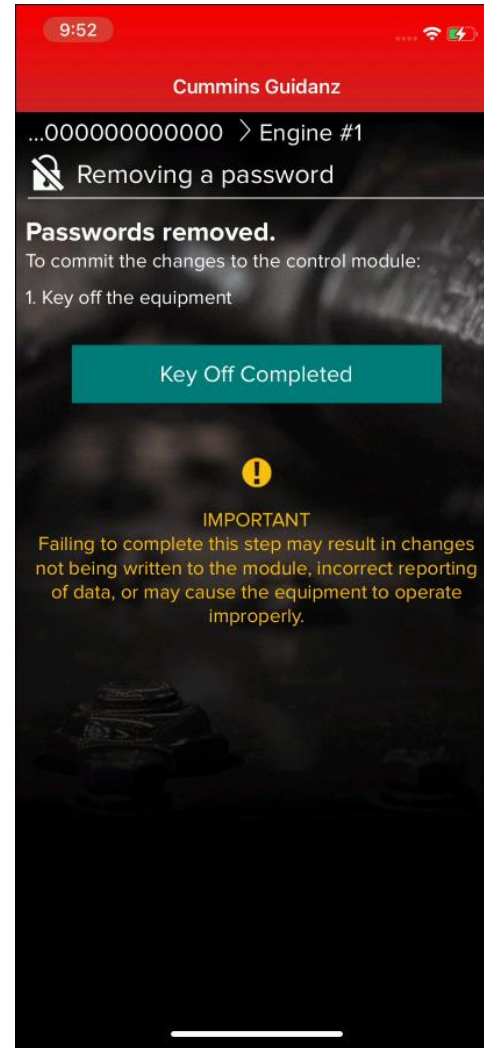 9:52
Cummins Guidanz
...000000000000 > Engine #1
Removing a password
Passwords removed.
To commit the changes to the control module:
1. Key off the equipment
Key Off Completed
IMPORTANT
Failing to complete this step may result in changes
not being written to the module, incorrect reporting
of data, or may cause the equipment to operate
improperly.